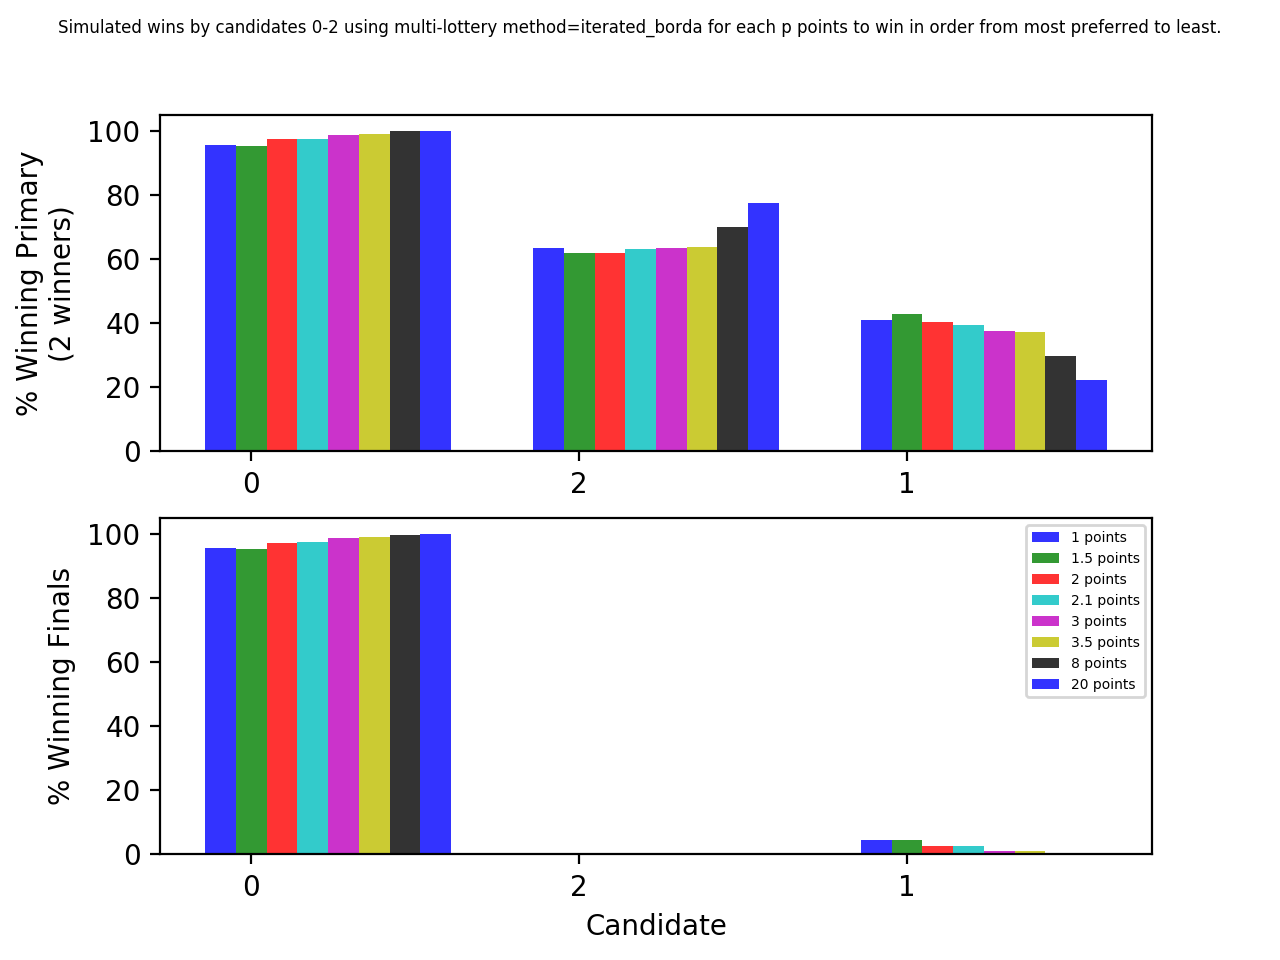 Simulated wins by candidates 0-2 using multi-lottery method=iterated_borda for each p points to win in order from most preferred to least.
% Winning Primary
(2 winners)
100
80
60
40
20
0
0
2
1
% Winning Finals
100
80
60
40
20
0
1 points
1.5 points
2 points
2.1 points
3 points
3.5 points
8 points
20 points
0
2
1
Candidate